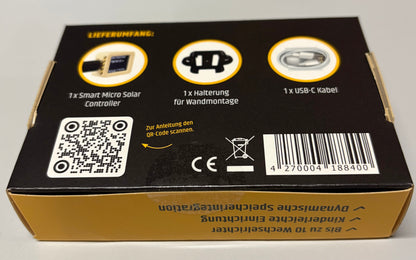 LIEFERUMFANG:
1 x Smart Micro Solar
Controller
1 x Halterung
für Wandmontage
1 x USB-C Kabel
Zur Anleitung den
QR-Code scannen.
CE
4 270004 188400
✓ Bis zu 10 Wechselrichter
✓ Kinderleichte Einrichtung
✓ Dynamische Speicherintegration